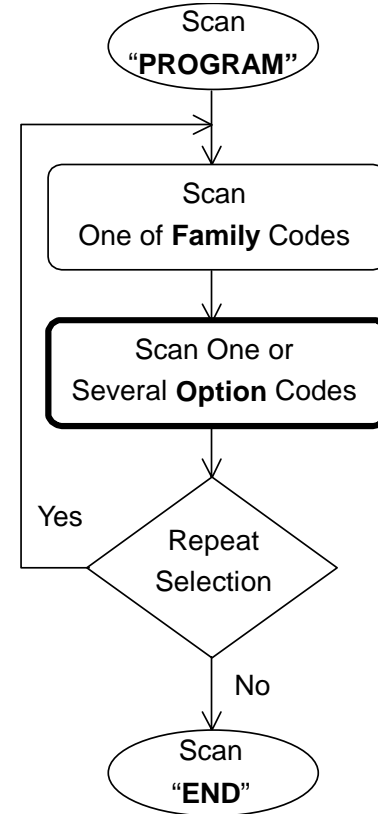 Scan
“PROGRAM”
Scan
One of Family Codes
Scan One or
Several Option Codes
Yes
Repeat
Selection
No
Scan
“END”